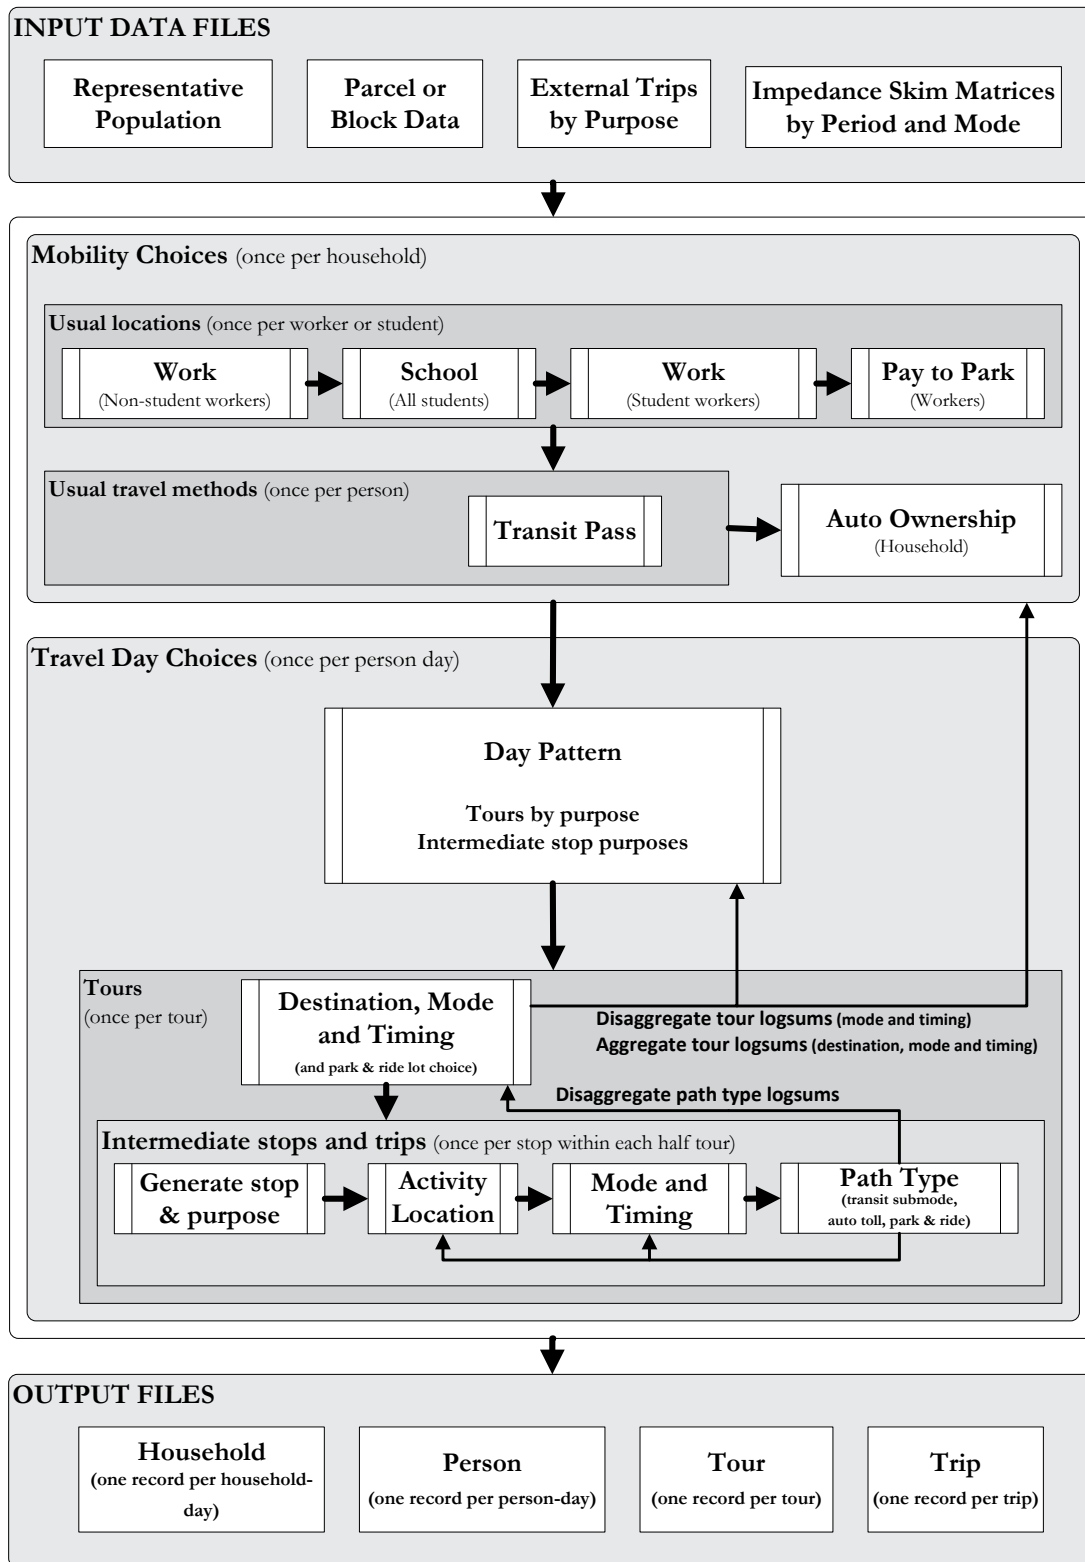 INPUT DATA FILES
Representative
Population
Parcel or
Block Data
External Trips
by Purpose
Impedance Skim Matrices
by Period and Mode
Mobility Choices (once per household)
Usual locations (once per worker or student)
Work
(Non-student workers)
School
(All students)
Work
(Student workers)
Pay to Park
(Workers)
Usual travel methods (once per person)
Transit Pass
Auto Ownership
(Household)
Travel Day Choices (once per person day)
Day Pattern
Tours by purpose
Intermediate stop purposes
Tours
(once per tour)
Destination, Mode
and Timing
(and park & ride lot choice)
Disaggregate tour logsums (mode and timing)
Aggregate tour logsums (destination, mode and timing)
Disaggregate path type logsums
Intermediate stops and trips (once per stop within each half tour)
Generate stop
& purpose
Activity
Location
Mode and
Timing
Path Type
(transit submode,
auto toll, park & ride)
OUTPUT FILES
Household
(one record per household-
day)
Person
(one record per person-day)
Tour
(one record per tour)
Trip
(one record per trip)